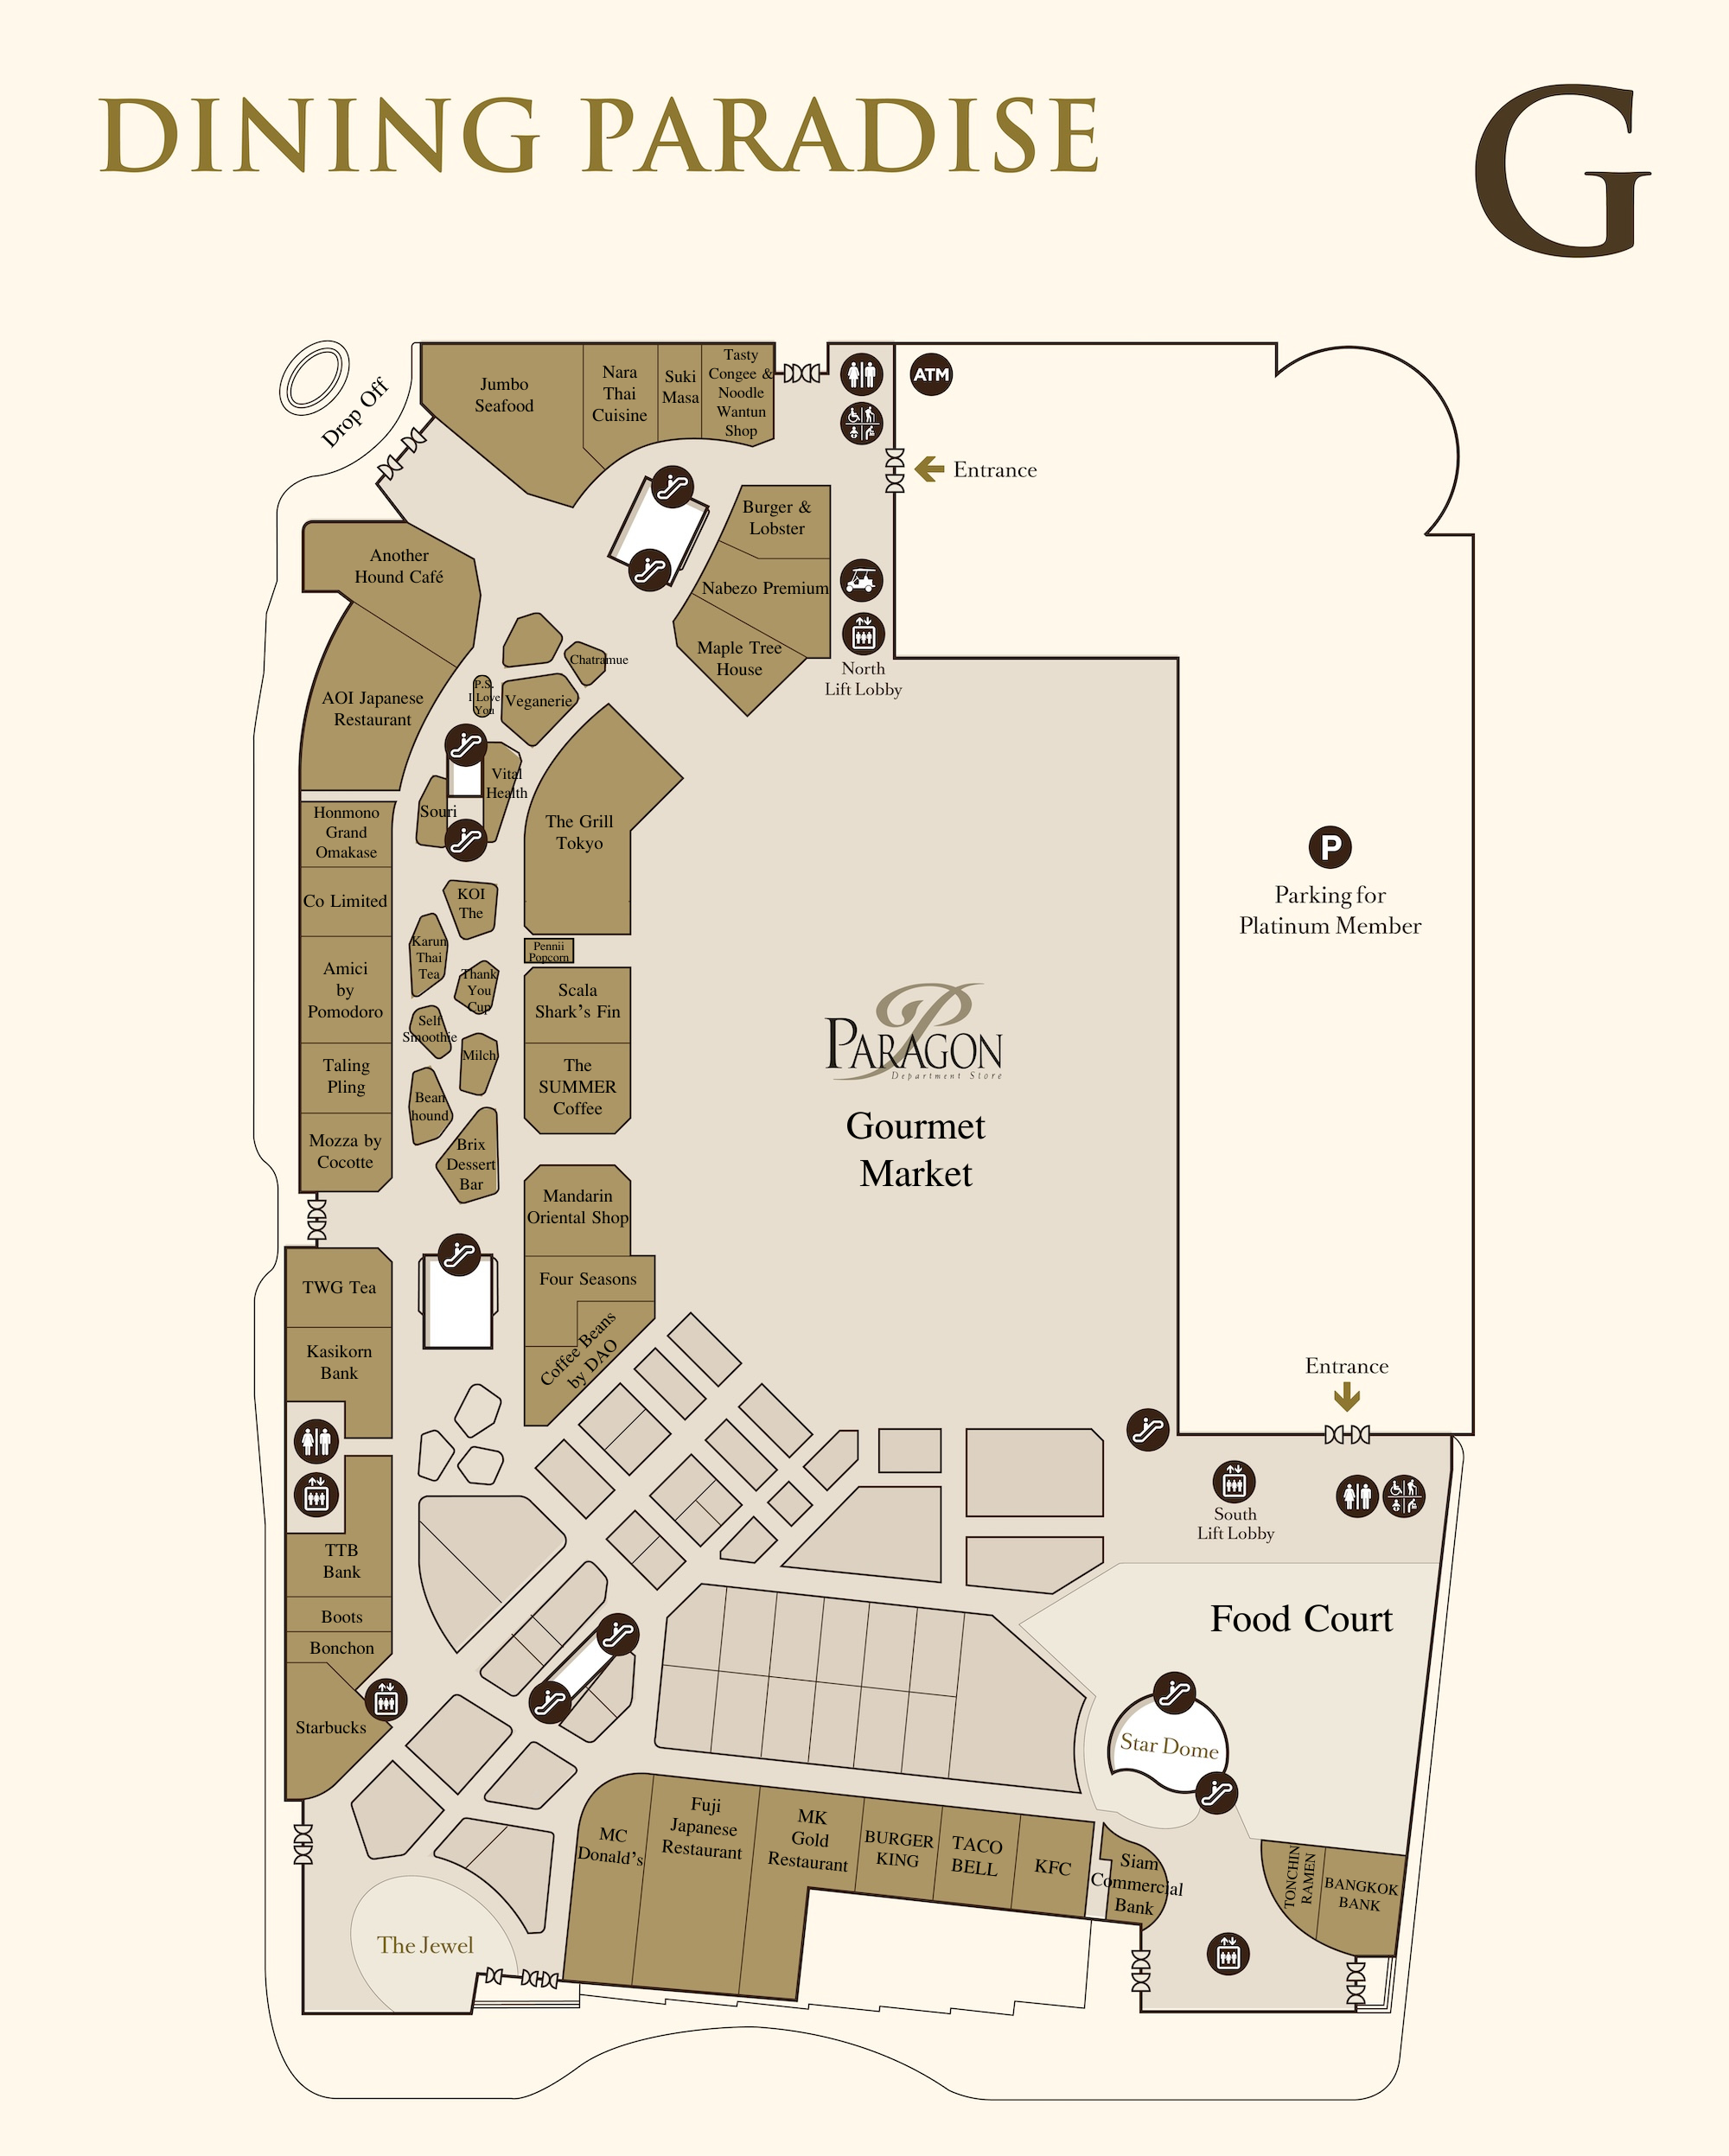 DINING PARADISE
G
Drop Off
Jumbo
Seafood
Nara
Thai
Cuisine
Suki
Masa
Tasty
Congee &
Noodle
Wantun
Shop
ATM
Entrance
Another
Hound Café
Burger &
Lobster
Nabezo Premium
Maple Tree
House
North
Lift Lobby
Chatramue
P.S.
I Love
You
Veganerie
AOI Japanese
Restaurant
Vital
Health
Souri
The Grill
Tokyo
Honmono
Grand
Omakase
Co Limited
KOI
The
Karun
Thai
Tea
Pennii
Popcorn
Amici
by
Pomodoro
Thank
You
Cup
Scala
Shark's Fin
Self
Smoothie
Milch
Taling
Pling
The
SUMMER
Coffee
Bean
hound
Mozza by
Cocotte
Brix
Dessert
Bar
Mandarin
Oriental Shop
P
PARAGON
Department Store
Gourmet
Market
P
Parking for
Platinum Member
TWG Tea
Four Seasons
Kasikorn
Bank
Coffee Beans
by DAO
Entrance
South
Lift Lobby
TTB
Bank
Boots
Bonchon
Starbucks
Food Court
Star Dome
MC
Donald's
Fuji
Japanese
Restaurant
MK
Gold
Restaurant
BURGER
KING
TACO
BELL
KFC
Siam
Commercial
Bank
TONCHIN
RAMEN
BANGKOK
BANK
The Jewel